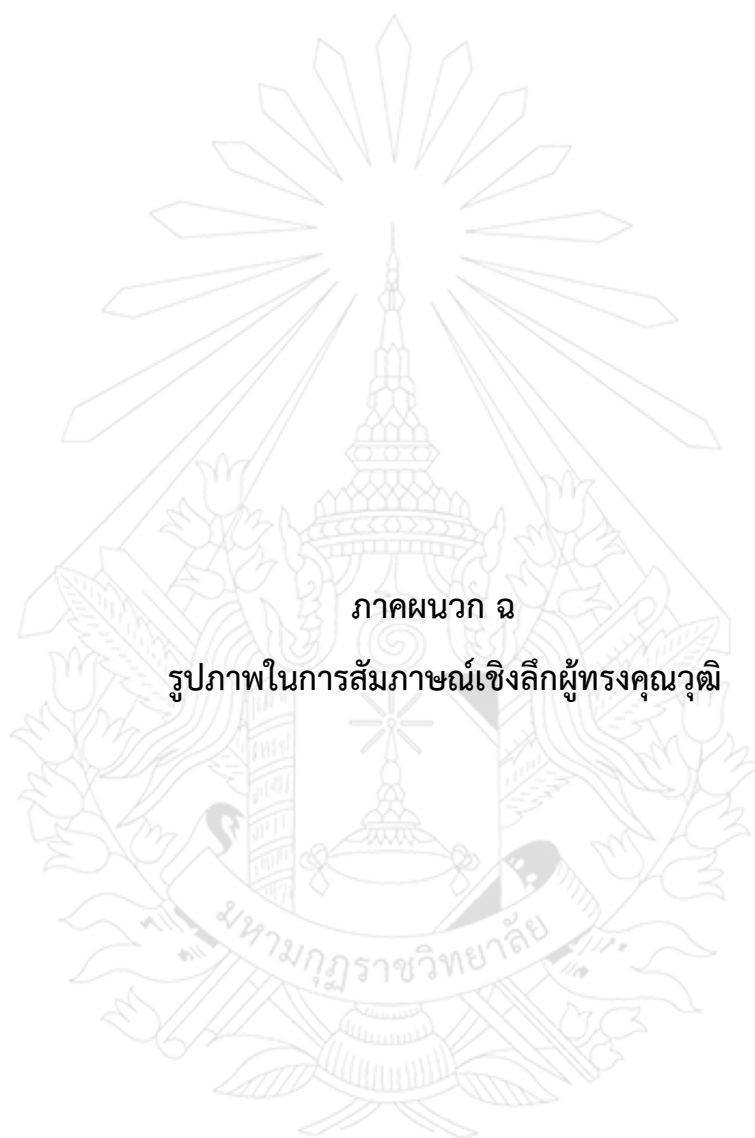 ภาคผนวก ฉ
รูปภาพในการสัมภาษณ์เชิงลึกผู้ทรงคุณวุฒิ
มหามกุฏราชวิทยาลัย